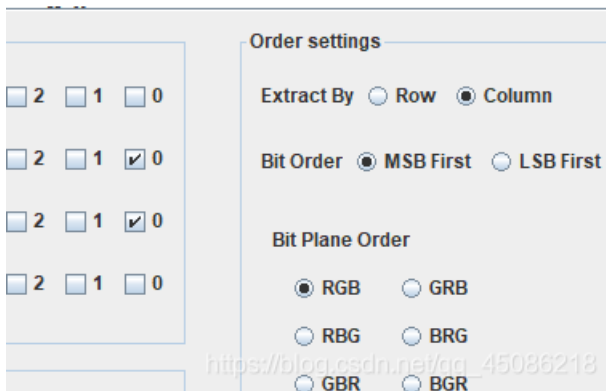 Order settings
2 1 0 Extract By Row Column
2 1 0 Bit Order MSB First LSB First
2 1 0 Bit Plane Order
2 1 0 RGB GRB
RBG BRG
https://blog.csdn.net/qq_45086218
GBR BGR